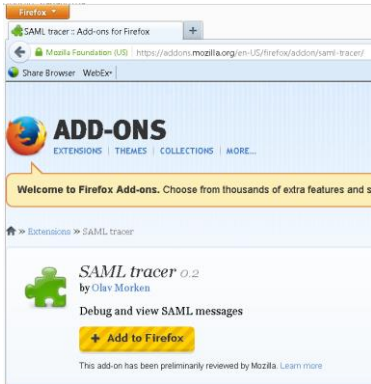 Firefox
SAML tracer :: Add-ons for Firefox
Mozilla Foundation (US) https://addons.mozilla.org/en-US/firefox/addon/saml-tracer/
Share Browser WebEx
ADD-ONS
EXTENSIONS | THEMES | COLLECTIONS | MORE...
Welcome to Firefox Add-ons. Choose from thousands of extra features and s
» Extensions » SAML tracer
SAML tracer 0.2
by Olav Morken
Debug and view SAML messages
+ Add to Firefox
This add-on has been preliminarily reviewed by Mozilla. Learn more